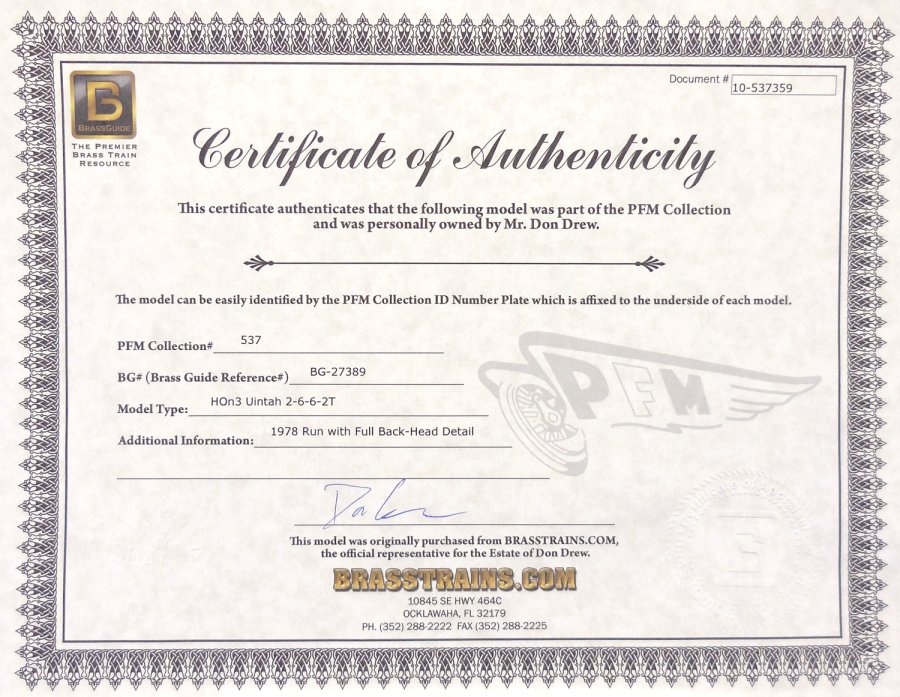 Document # 10-537359
B
BRASSGUIDE
THE PREMIER
BRASS TRAIN
RESOURCE
Certificate of Authenticity
This certificate authenticates that the following model was part of the PFM Collection
and was personally owned by Mr. Don Drew.
The model can be easily identified by the PFM Collection ID Number Plate which is affixed to the underside of each model.
PFM Collection# 537
BG# (Brass Guide Reference#) BG-27389
Model Type: HOn3 Uintah 2-6-6-2T
Additional Information: 1978 Run with Full Back-Head Detail
PFM
This model was originally purchased from BRASSTRAINS.COM,
the official representative for the Estate of Don Drew.
BRASSTRAINS.COM
10845 SE HWY 464C
OCKLAWAHA, FL 32179
PH. (352) 288-2222 FAX (352) 288-2225